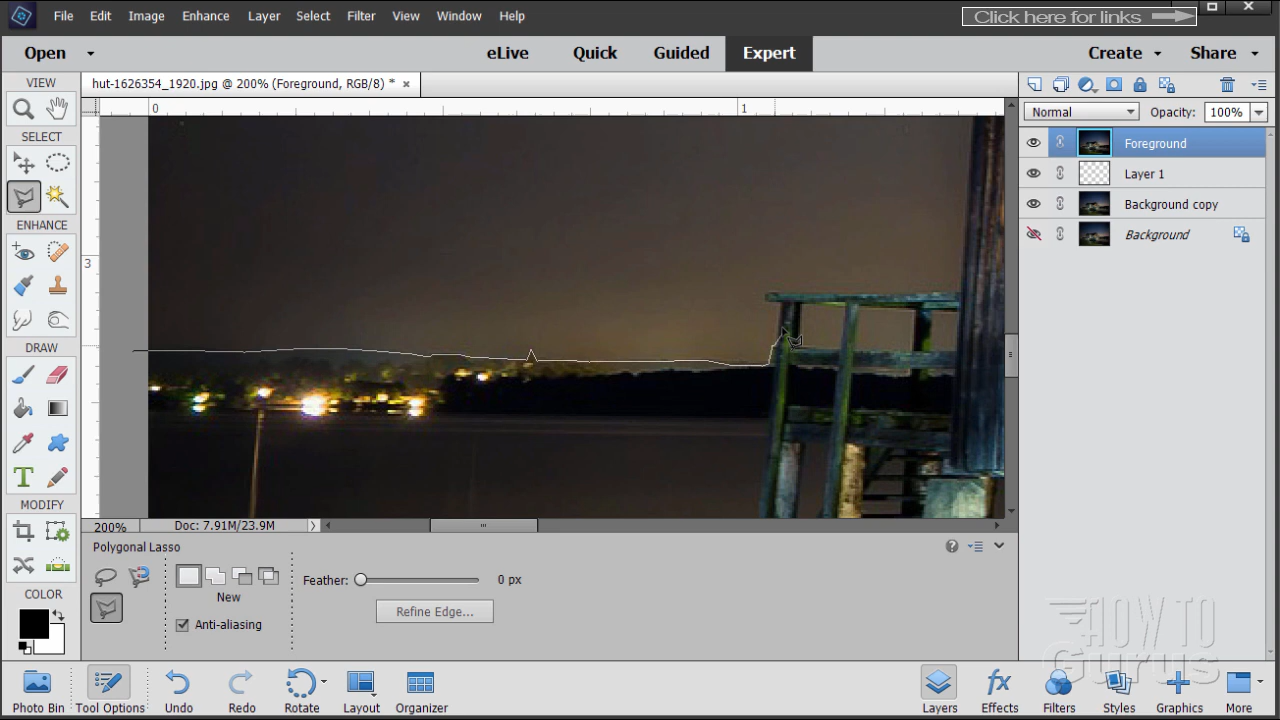 File Edit Image Enhance Layer Select Filter View Window Help
Click here for links
Open eLive Quick Guided Expert Create Share
VIEW
hut-1626354_1920.jpg @ 200% (Foreground, RGB/8) * ×
0 1
Normal Opacity: 100%
SELECT
Foreground
Layer 1
Background copy
Background
ENHANCE
3
DRAW
MODIFY
200% Doc: 7.91M/23.9M
Polygonal Lasso
Feather: 0 px
New
Refine Edge...
Anti-aliasing
COLOR
HOW TO
Gurus
Photo Bin Tool Options Undo Redo Rotate Layout Organizer Layers Effects Filters Styles Graphics More